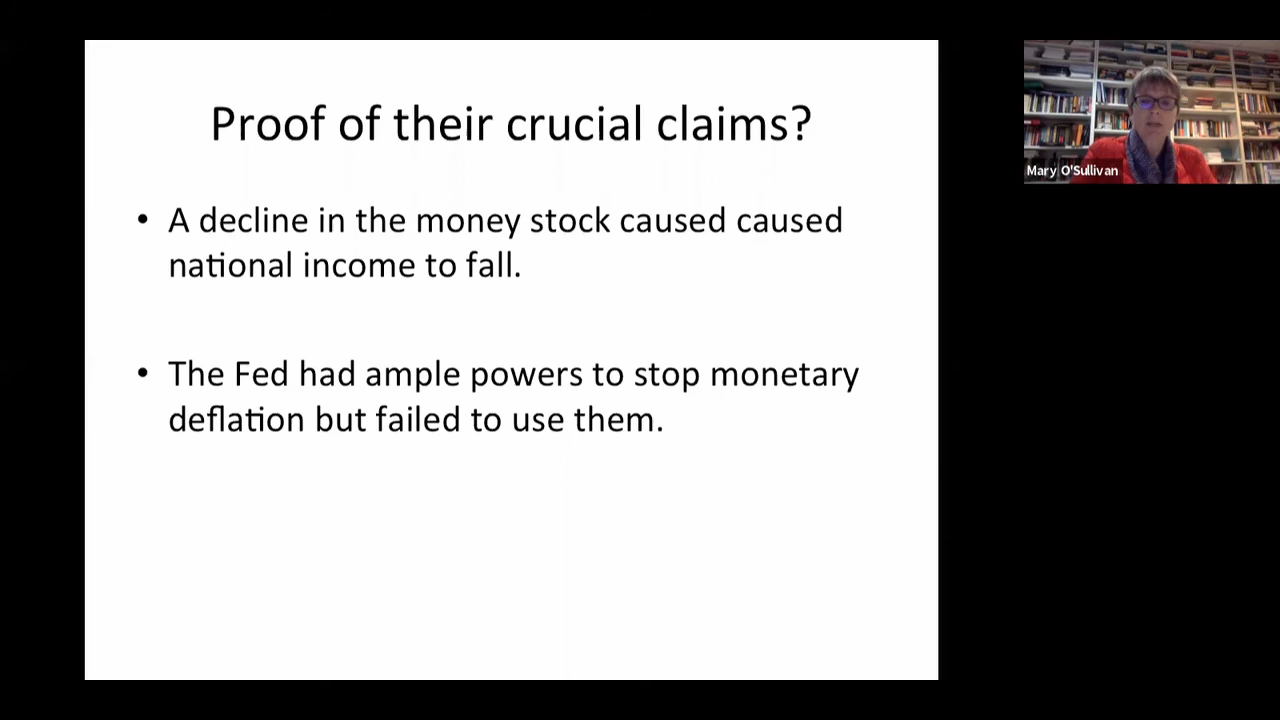 Proof of their crucial claims?
• A decline in the money stock caused caused
national income to fall.
• The Fed had ample powers to stop monetary
deflation but failed to use them.
Mary O'Sullivan